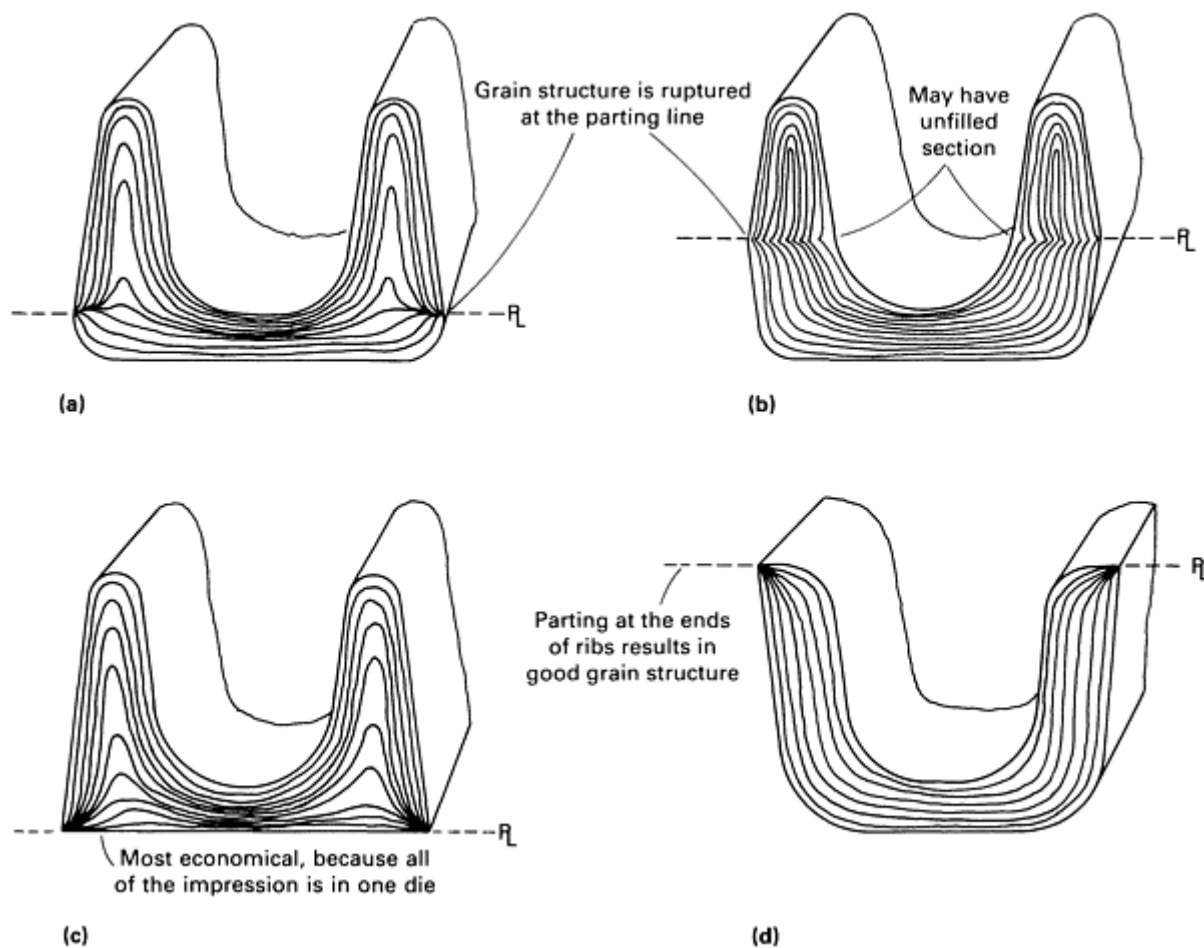 Grain structure is ruptured
at the parting line
May have
unfilled
section
PL
PL
(a)
(b)
Parting at the ends
of ribs results in
good grain structure
PL
PL
Most economical, because all
of the impression is in one die
(c)
(d)